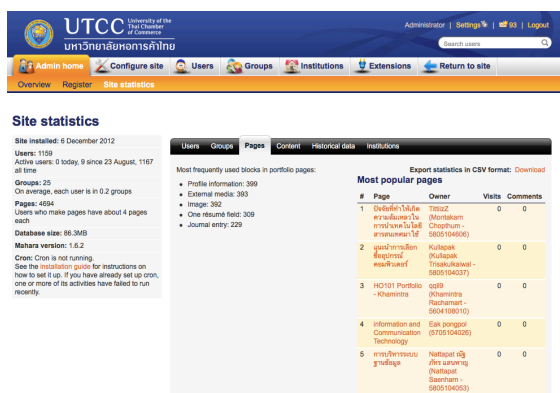 UTCC University of the
Thai Chamber
of Commerce
มหาวิทยาลัยหอการค้าไทย
Administrator | Settings | 93 | Logout
Search users
Admin home Configure site Users Groups Institutions Extensions Return to site
Overview Register Site statistics
Site statistics
Site installed: 6 December 2012
Users: 1159
Active users: 0 today, 9 since 23 August, 1167
all time
Groups: 25
On average, each user is in 0.2 groups
Pages: 4694
Users who make pages have about 4 pages
each
Database size: 86.3MB
Mahara version: 1.6.2
Cron: Cron is not running.
See the installation guide for instructions on
how to set it up. If you have already set up cron,
one or more of its activities have failed to run
recently.
Users Groups Pages Content Historical data Institutions
Most frequently used blocks in portfolio pages:
Profile information: 399
External media: 393
Image: 392
One résumé field: 309
Journal entry: 229
Export statistics in CSV format: Download
Most popular pages
# Page Owner Visits Comments
1 ปัจจัยที่ทำให้เกิด TitiizZ 0 0
ความล้มเหลวใน (Montakarn
การนำเทคโนโลยี Chopthum -
สารสนเทศมาใช้ 5805104606)
2 แนะนำการเลือก Kullapak 0 0
ซื้ออุปกรณ์ (Kullapak
คอมพิวเตอร์ Trisakulkaiwal -
5805104037)
3 HO101 Portfolio qqll9 0 0
- Khamintra (Khamintra
Rachamart -
5604108010)
4 information and Eak pongpol 0 0
Communication (5705104026)
Technology
5 การบริหารระบบ Nattapat ณัฐ 0 0
ฐานข้อมูล ภัทร แสนหาญ
(Nattapat
Saenharn -
5805104053)